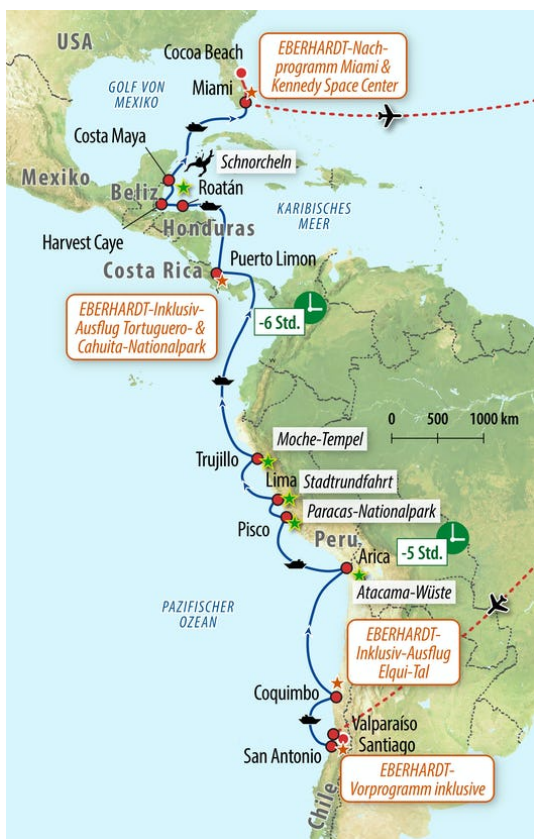 USA
Cocoa Beach
EBERHARDT-Nach-
programm Miami &
Kennedy Space Center
GOLF VON
MEXIKO
Miami
Costa Maya
Schnorcheln
Mexiko
Beliz
Roatán
KARIBISCHES
MEER
Harvest Caye
Honduras
Puerto Limon
Costa Rica
EBERHARDT-Inklusiv-
Ausflug Tortuguero- &
Cahuita-Nationalpark
-6 Std.
0 500 1000 km
Moche-Tempel
Trujillo
Lima
Stadtrundfahrt
Paracas-Nationalpark
Pisco
Peru
-5 Std.
Arica
Atacama-Wüste
PAZIFISCHER
OZEAN
EBERHARDT-
Inklusiv-Ausflug
Elqui-Tal
Coquimbo
Valparaíso
San Antonio
Santiago
EBERHARDT-
Vorprogramm inklusive
Chile